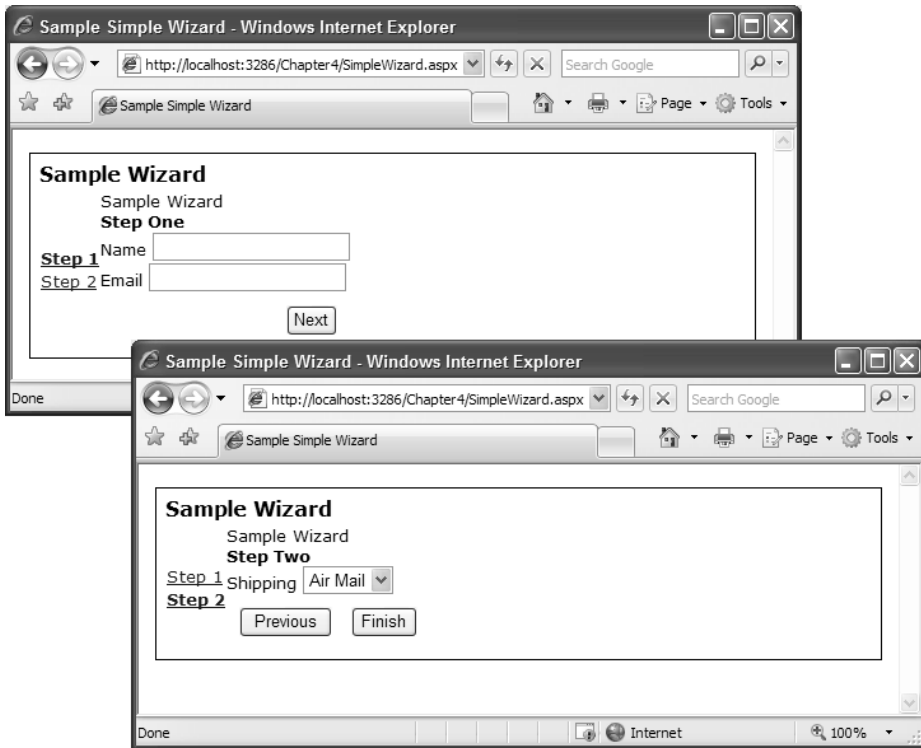 Sample Simple Wizard - Windows Internet Explorer
http://localhost:3286/Chapter4/SimpleWizard.aspx Search Google
Sample Simple Wizard Page Tools
Sample Wizard
Sample Wizard
Step One
Step 1 Name
Step 2 Email
Next
Done
Sample Simple Wizard - Windows Internet Explorer
http://localhost:3286/Chapter4/SimpleWizard.aspx Search Google
Sample Simple Wizard Page Tools
Sample Wizard
Sample Wizard
Step Two
Step 1 Shipping Air Mail
Step 2
Previous Finish
Done Internet 100%